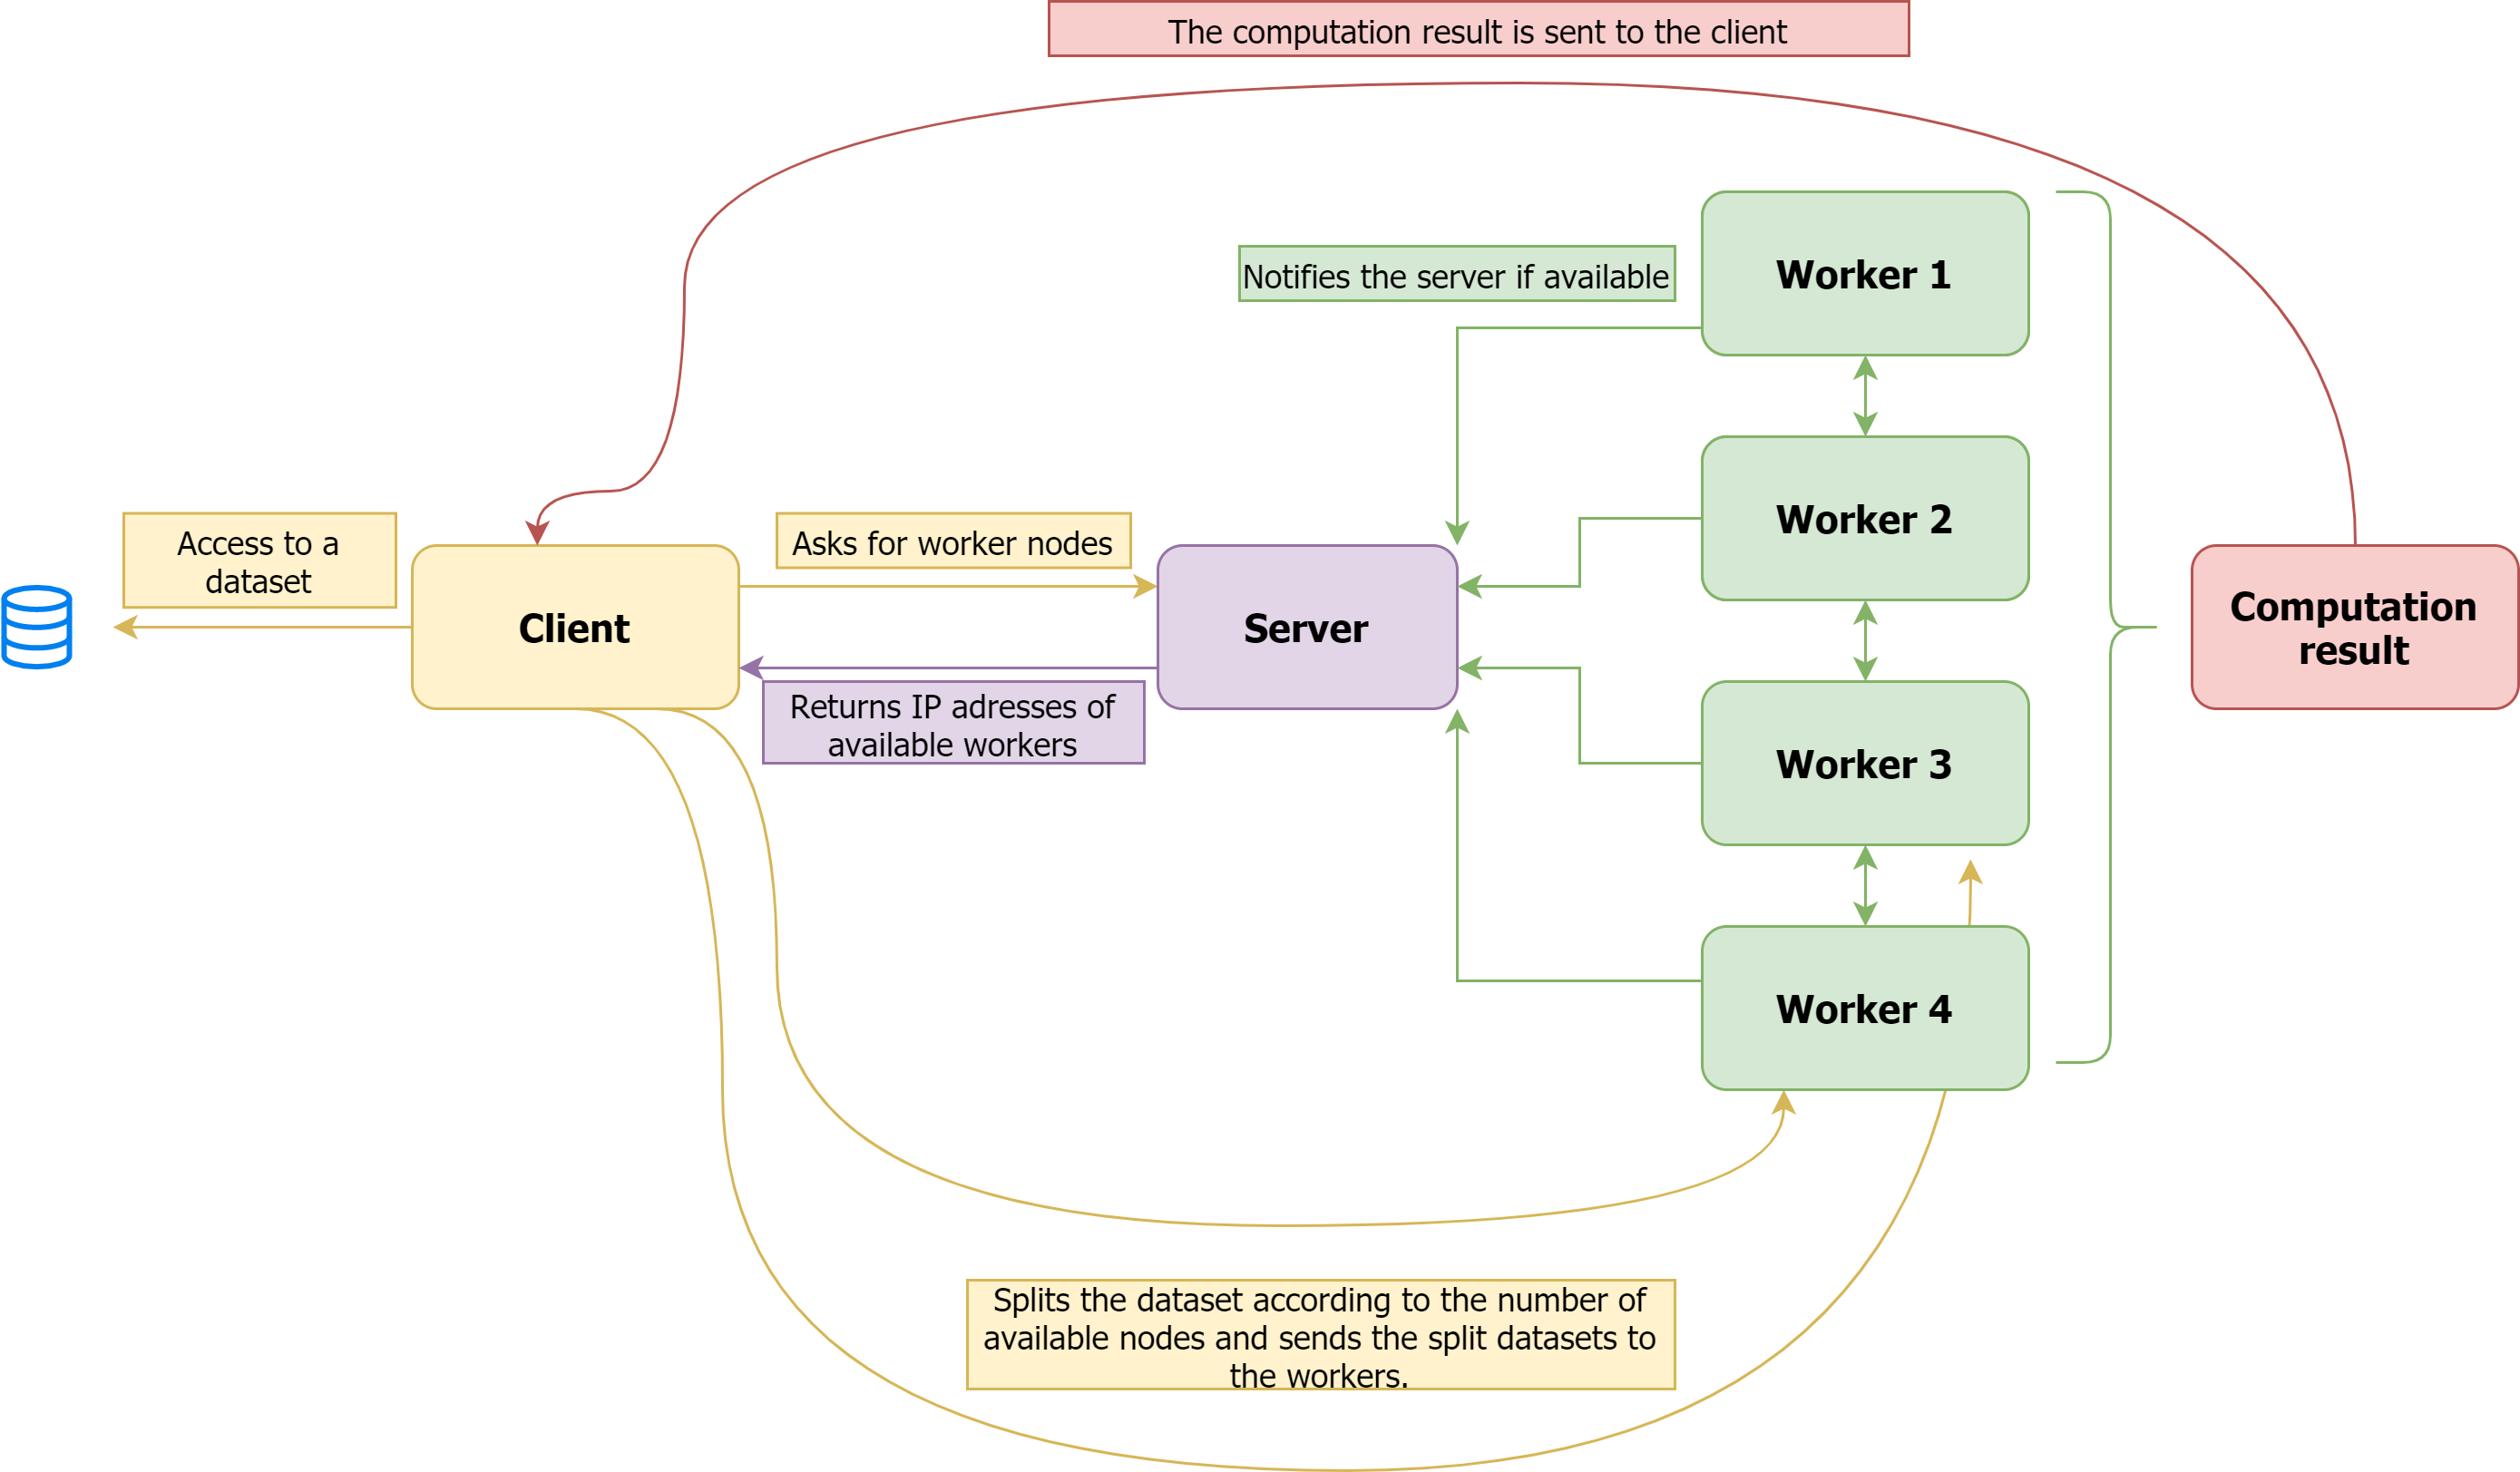 The computation result is sent to the client
Notifies the server if available
Worker 1
Worker 2
Access to a
dataset
Asks for worker nodes
Client
Server
Computation
result
Returns IP adresses of
available workers
Worker 3
Worker 4
Splits the dataset according to the number of
available nodes and sends the split datasets to
the workers.